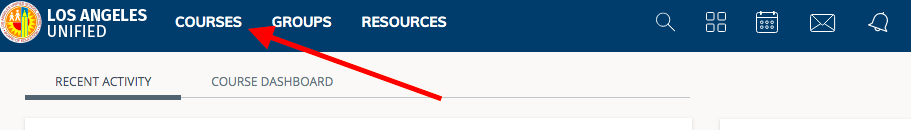 LOS ANGELES
UNIFIED
COURSES
GROUPS
RESOURCES
RECENT ACTIVITY
COURSE DASHBOARD